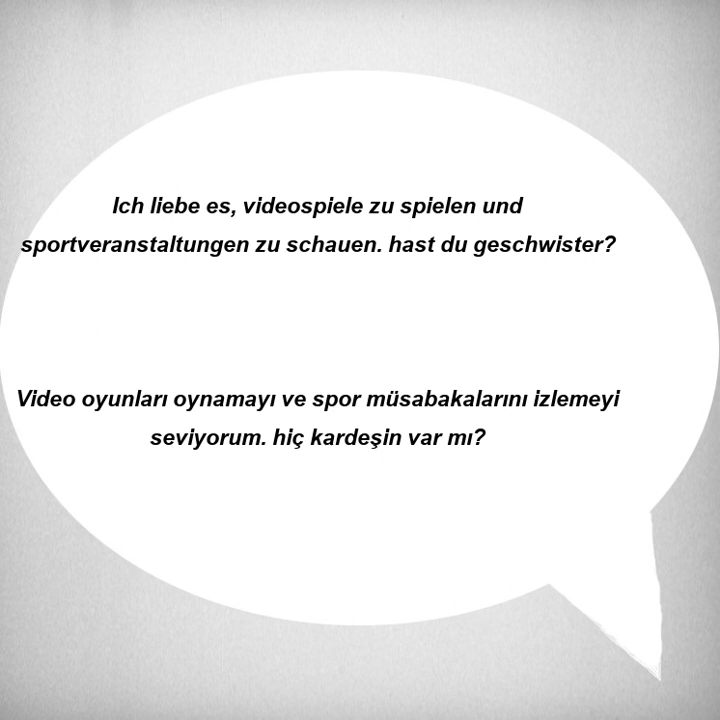 Ich liebe es, videospiele zu spielen und
sportveranstaltungen zu schauen. hast du geschwister?
Video oyunları oynamayı ve spor müsabakalarını izlemeyi
seviyorum. hiç kardeşin var mı?